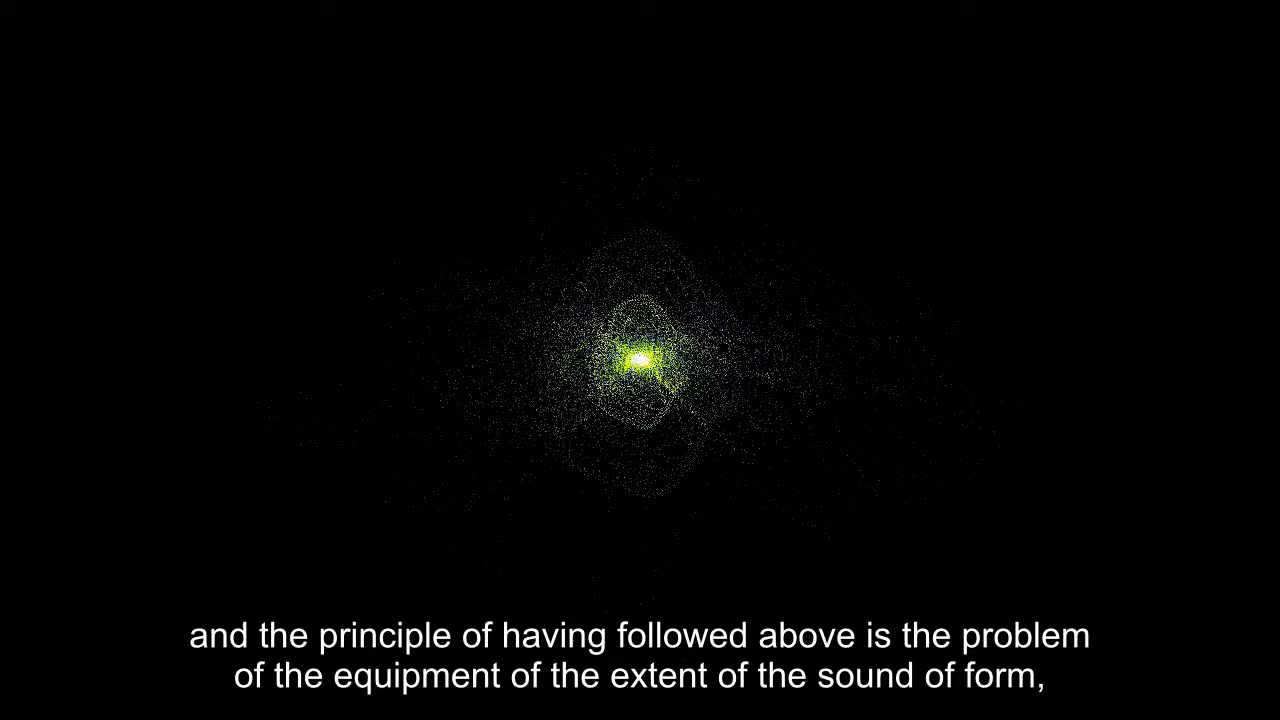 and the principle of having followed above is the problem
of the equipment of the extent of the sound of form,